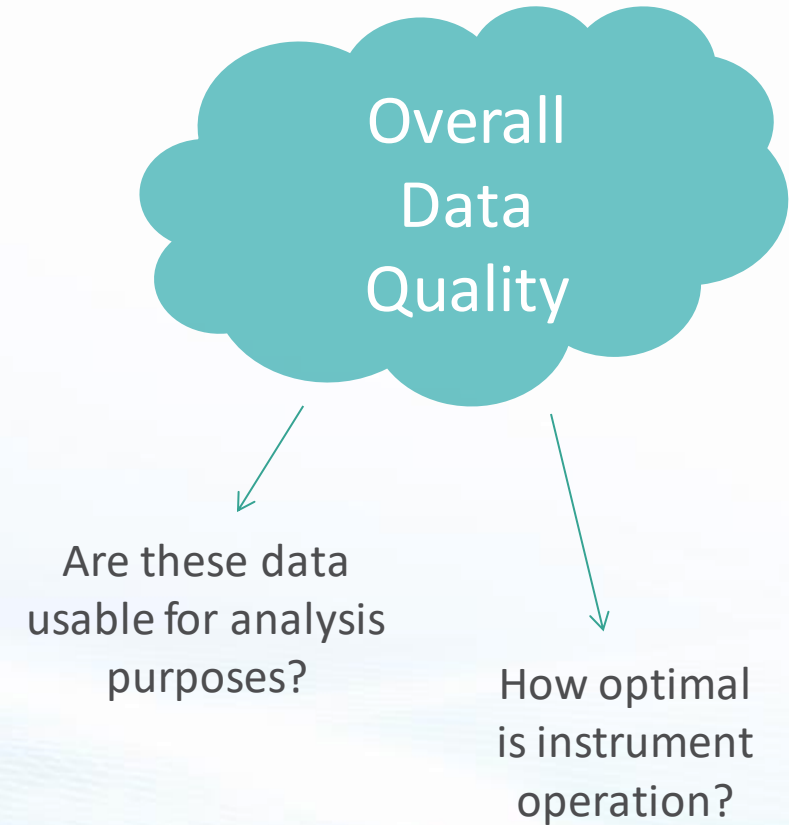 Overall
Data
Quality
Are these data
usable for analysis
purposes?
How optimal
is instrument
operation?